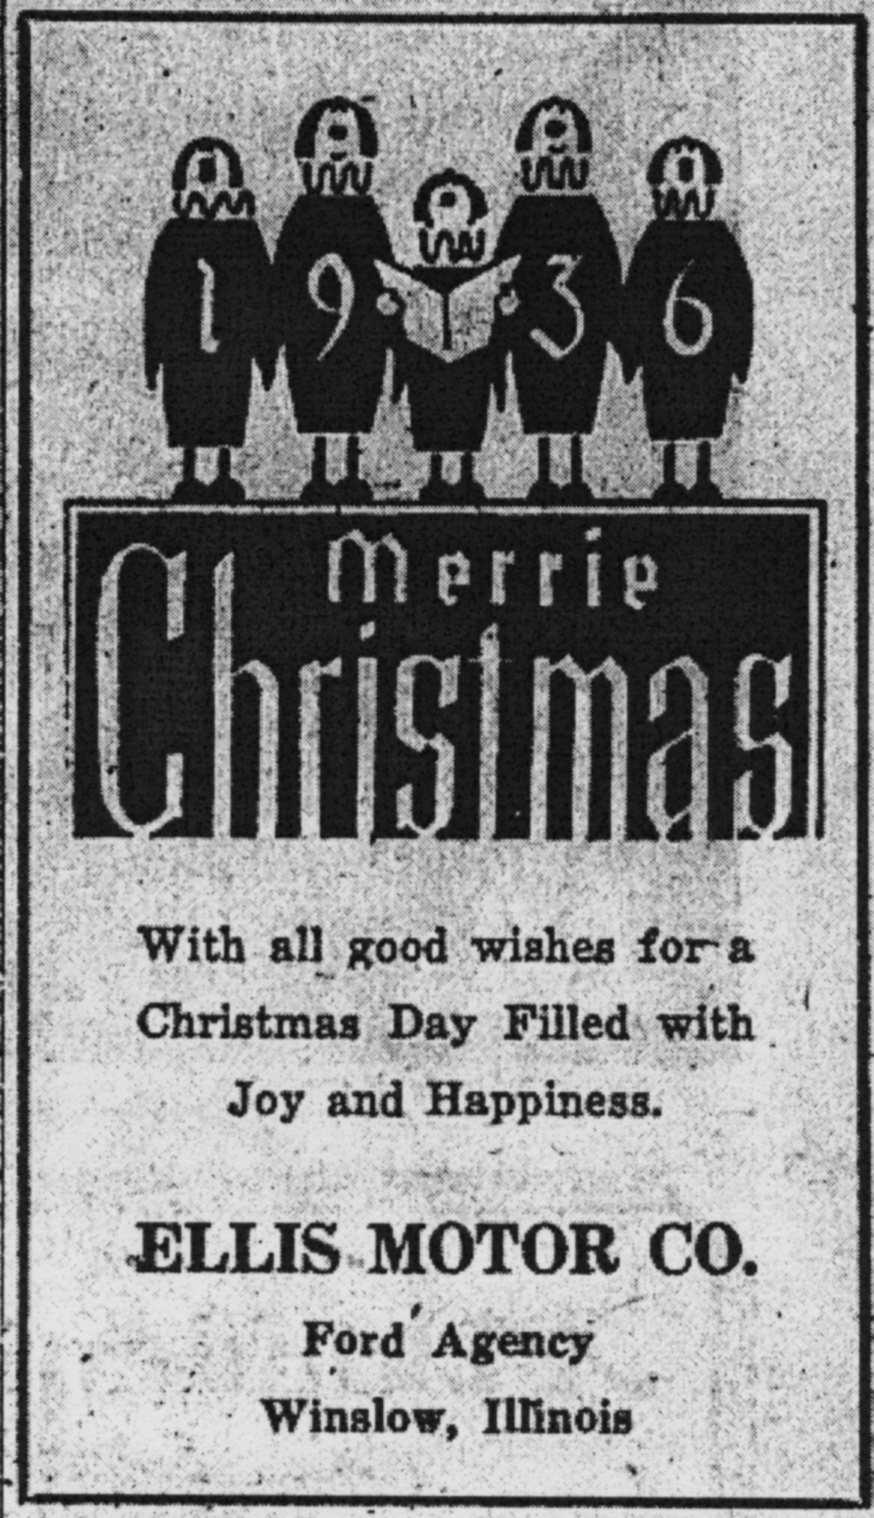 1936
Merrie
Christmas
With all good wishes for a
Christmas Day Filled with
Joy and Happiness.
ELLIS MOTOR CO.
Ford Agency
Winslow, Illinois